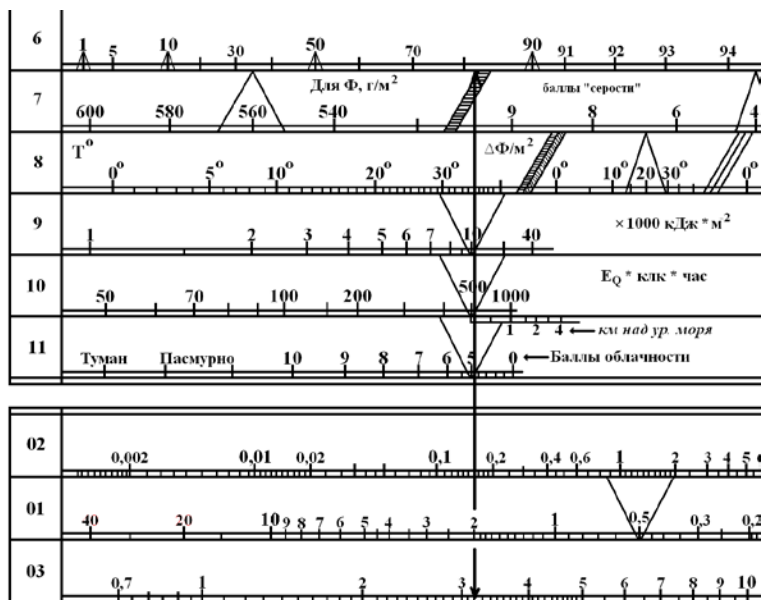 6 1 5 10 30 50 70 90 91 92 93 94
Для Ф, г/м² баллы "серости"
7 600 580 560 540 9 8 6 4
T° ΔФ/м²
8 0° 5° 10° 20° 30° 0° 10° 20 30° 0°
×1000 кДж * м²
9 1 2 3 4 5 6 7 10 40
E_Q * клк * час
10 50 70 100 200 500 1000
1 2 4 ← км над ур. моря
11 Туман Пасмурно 10 9 8 7 6 5 0 ← Баллы облачности
02 0,002 0,01 0,02 0,1 0,2 0,4 0,6 1 2 3 4 5
01 40 20 10 9 8 7 6 5 4 3 2 1 0,5 0,3 0,2
03 0,7 1 2 3 4 5 6 7 8 9 10